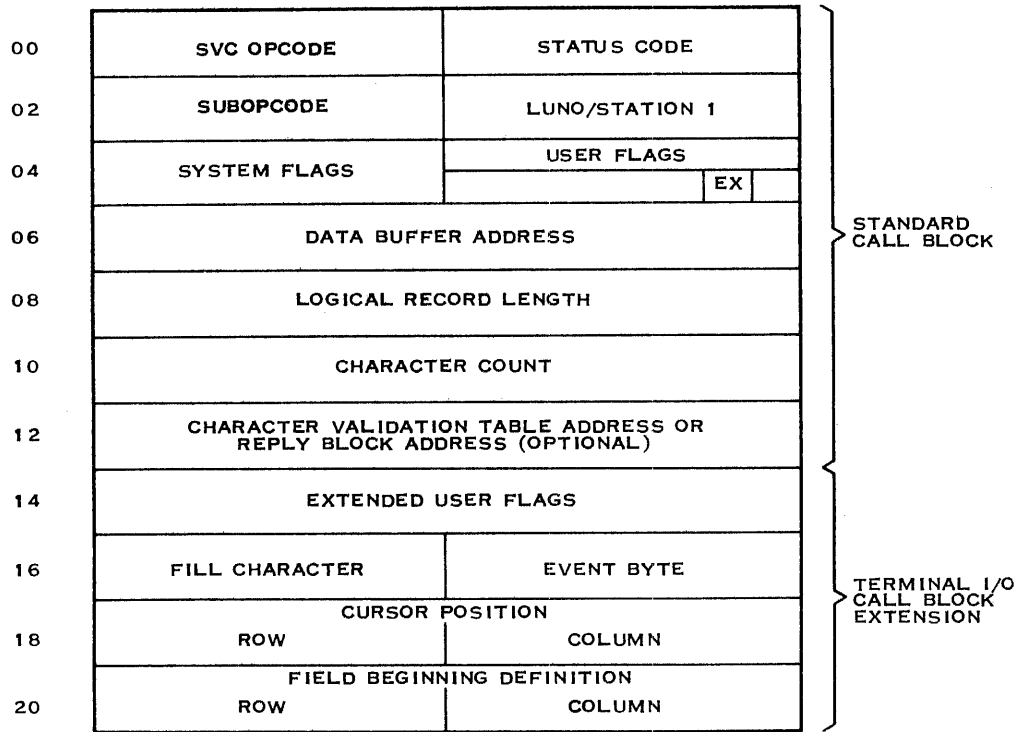 00 SVC OPCODE STATUS CODE
02 SUBOPCODE LUNO/STATION 1
04 SYSTEM FLAGS USER FLAGS
EX
06 DATA BUFFER ADDRESS
STANDARD
CALL BLOCK
08 LOGICAL RECORD LENGTH
10 CHARACTER COUNT
12 CHARACTER VALIDATION TABLE ADDRESS OR
REPLY BLOCK ADDRESS (OPTIONAL)
14 EXTENDED USER FLAGS
16 FILL CHARACTER EVENT BYTE
TERMINAL I/O
CALL BLOCK
EXTENSION
CURSOR POSITION
18 ROW COLUMN
FIELD BEGINNING DEFINITION
20 ROW COLUMN